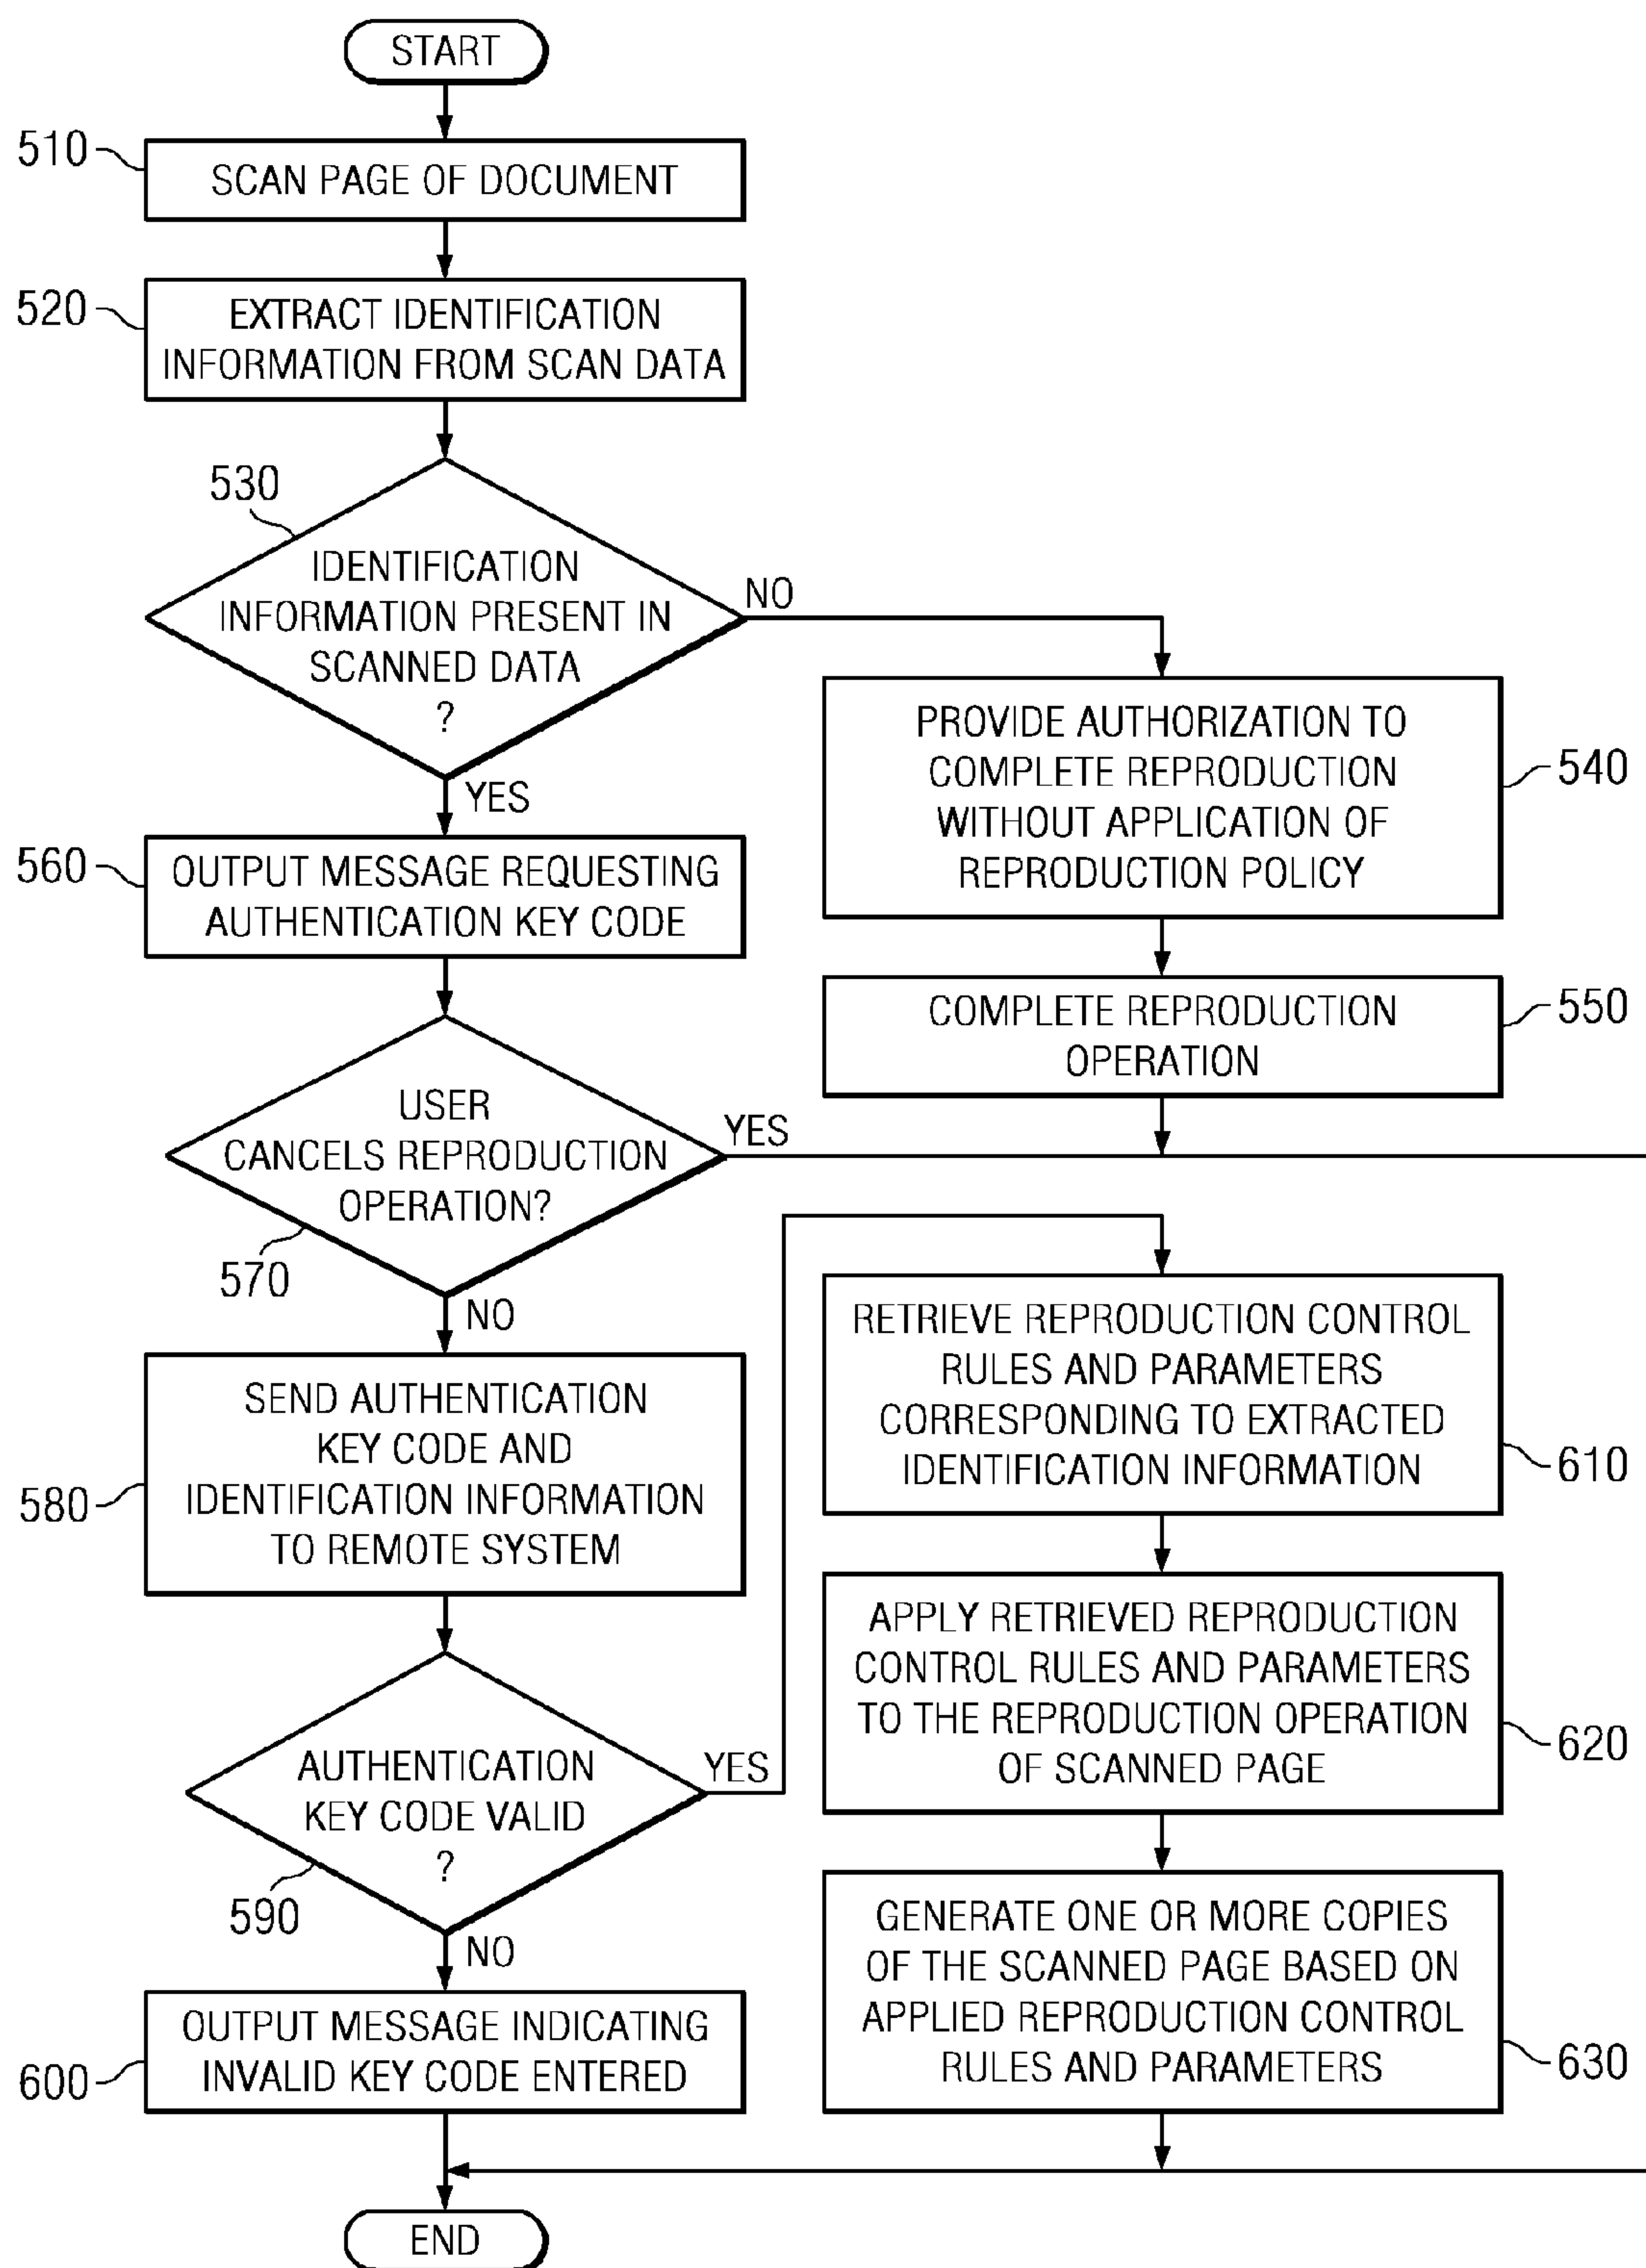 START
510
SCAN PAGE OF DOCUMENT
520
EXTRACT IDENTIFICATION
INFORMATION FROM SCAN DATA
530
IDENTIFICATION
INFORMATION PRESENT IN
SCANNED DATA
?
NO
YES
540
PROVIDE AUTHORIZATION TO
COMPLETE REPRODUCTION
WITHOUT APPLICATION OF
REPRODUCTION POLICY
550
COMPLETE REPRODUCTION
OPERATION
560
OUTPUT MESSAGE REQUESTING
AUTHENTICATION KEY CODE
USER
CANCELS REPRODUCTION
OPERATION?
570
YES
NO
580
SEND AUTHENTICATION
KEY CODE AND
IDENTIFICATION INFORMATION
TO REMOTE SYSTEM
AUTHENTICATION
KEY CODE VALID
?
590
YES
NO
600
OUTPUT MESSAGE INDICATING
INVALID KEY CODE ENTERED
RETRIEVE REPRODUCTION CONTROL
RULES AND PARAMETERS
CORRESPONDING TO EXTRACTED
IDENTIFICATION INFORMATION
610
APPLY RETRIEVED REPRODUCTION
CONTROL RULES AND PARAMETERS
TO THE REPRODUCTION OPERATION
OF SCANNED PAGE
620
GENERATE ONE OR MORE COPIES
OF THE SCANNED PAGE BASED ON
APPLIED REPRODUCTION CONTROL
RULES AND PARAMETERS
630
END